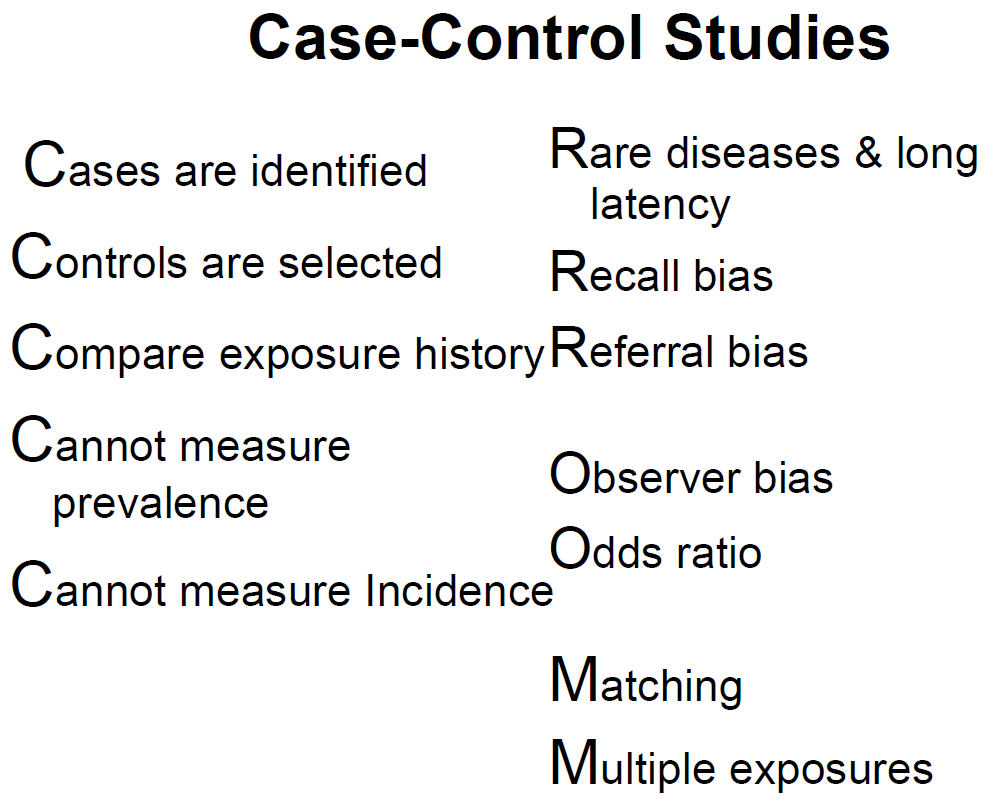 Case-Control Studies
Cases are identified
Controls are selected
Compare exposure history
Cannot measure
prevalence
Cannot measure Incidence
Rare diseases & long
latency
Recall bias
Referral bias
Observer bias
Odds ratio
Matching
Multiple exposures